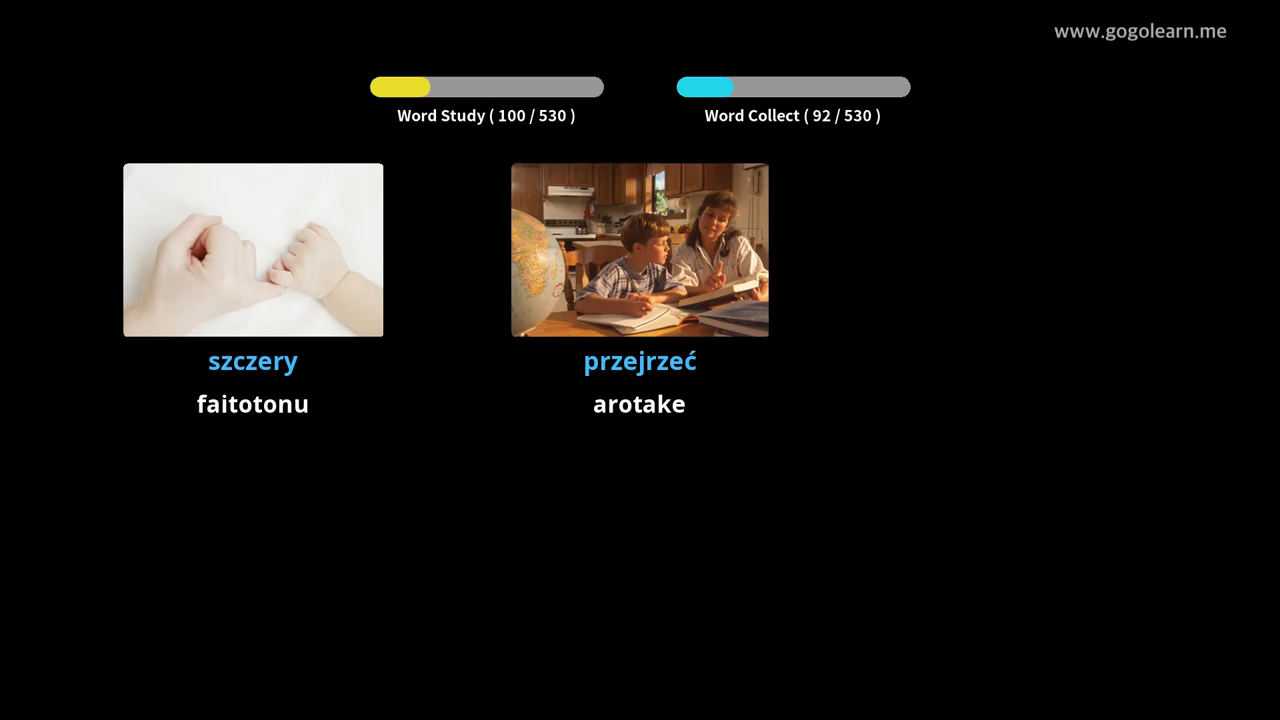 www.gogolearn.me
Word Study ( 100 / 530 )
Word Collect ( 92 / 530 )
szczery
faitotonu
przejrzeć
arotake